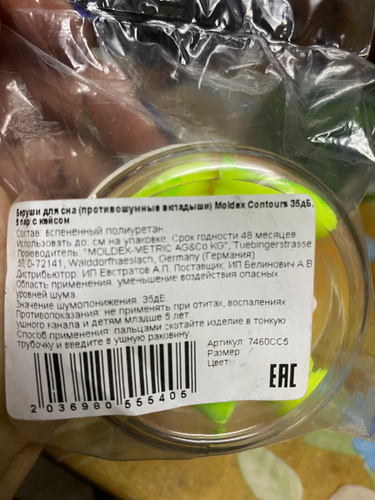 Беруши для сна (противошумные вкладыши) Moldex Contours 35дБ,
5 пар с кейсом
Состав: вспененный полиуретан
Использовать до: см на упаковке. Срок годности 48 месяцев
Производитель: "MOLDEX-METRIC AG&Co KG", Tuebingerstrasse
50, D-72141, Walddorfhaeslach, Germany (Германия)
Дистрибьютор: ИП Евстратов А.П. Поставщик: ИП Белинович А.В
Область применения: уменьшение воздействия опасных
уровней шума.
Значение шумопонижения: 35дБ
Противопоказания: не применять при отитах, воспалениях
ушного канала и детям младше 5 лет.
Способ применения: пальцами скатайте изделие в тонкую
трубочку и введите в ушную раковину.
Артикул: 7460CC5
Размер:
Цвет:
EAC
2 036980 555405